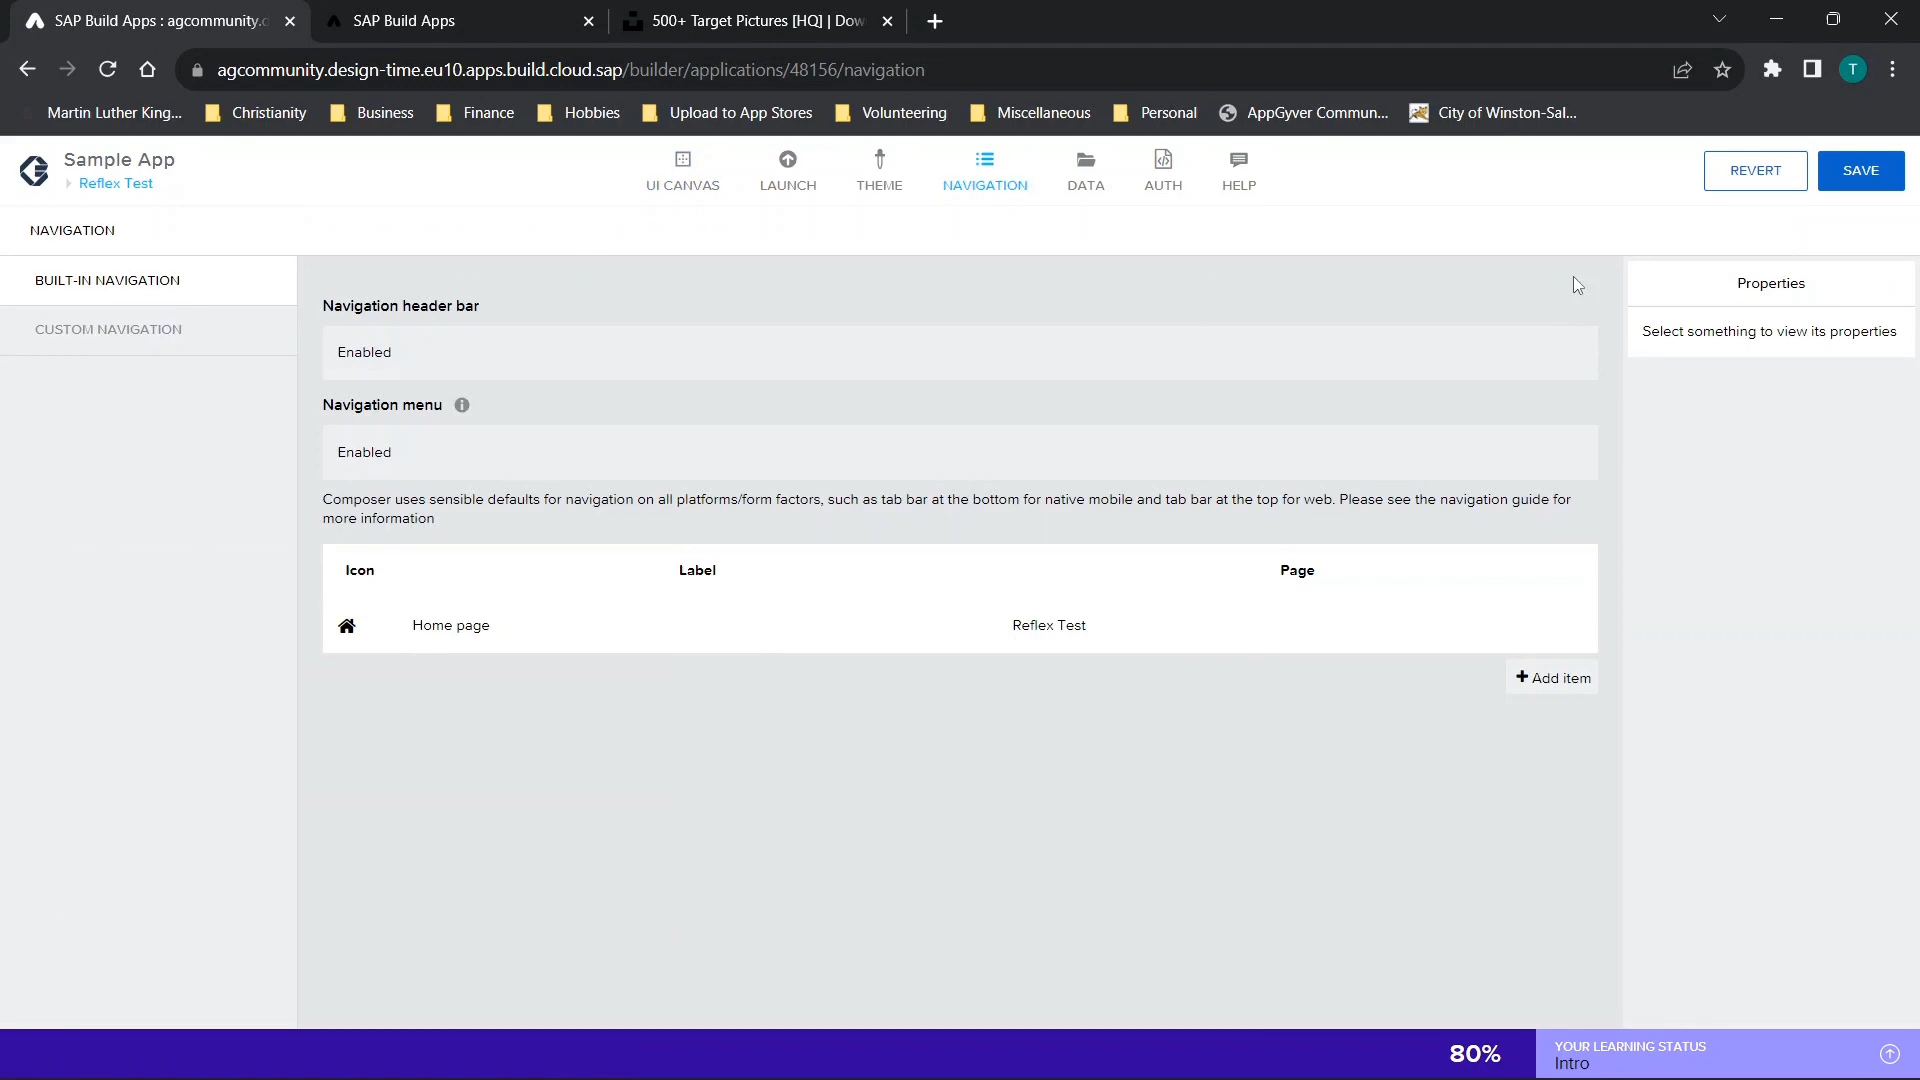 SAP Build Apps : agcommunity.c
SAP Build Apps
500+ Target Pictures [HQ] | Dow
agcommunity.design-time.eu10.apps.build.cloud.sap/builder/applications/48156/navigation
T
Martin Luther King...
Christianity
Business
Finance
Hobbies
Upload to App Stores
Volunteering
Miscellaneous
Personal
AppGyver Commun...
City of Winston-Sal...
Sample App
Reflex Test
UI CANVAS
LAUNCH
THEME
NAVIGATION
DATA
AUTH
HELP
REVERT
SAVE
NAVIGATION
BUILT-IN NAVIGATION
CUSTOM NAVIGATION
Navigation header bar
Enabled
Navigation menu
Enabled
Composer uses sensible defaults for navigation on all platforms/form factors, such as tab bar at the bottom for native mobile and tab bar at the top for web. Please see the navigation guide for
more information
Icon Label Page
Home page Reflex Test
+ Add item
Properties
Select something to view its properties
80%
YOUR LEARNING STATUS
Intro